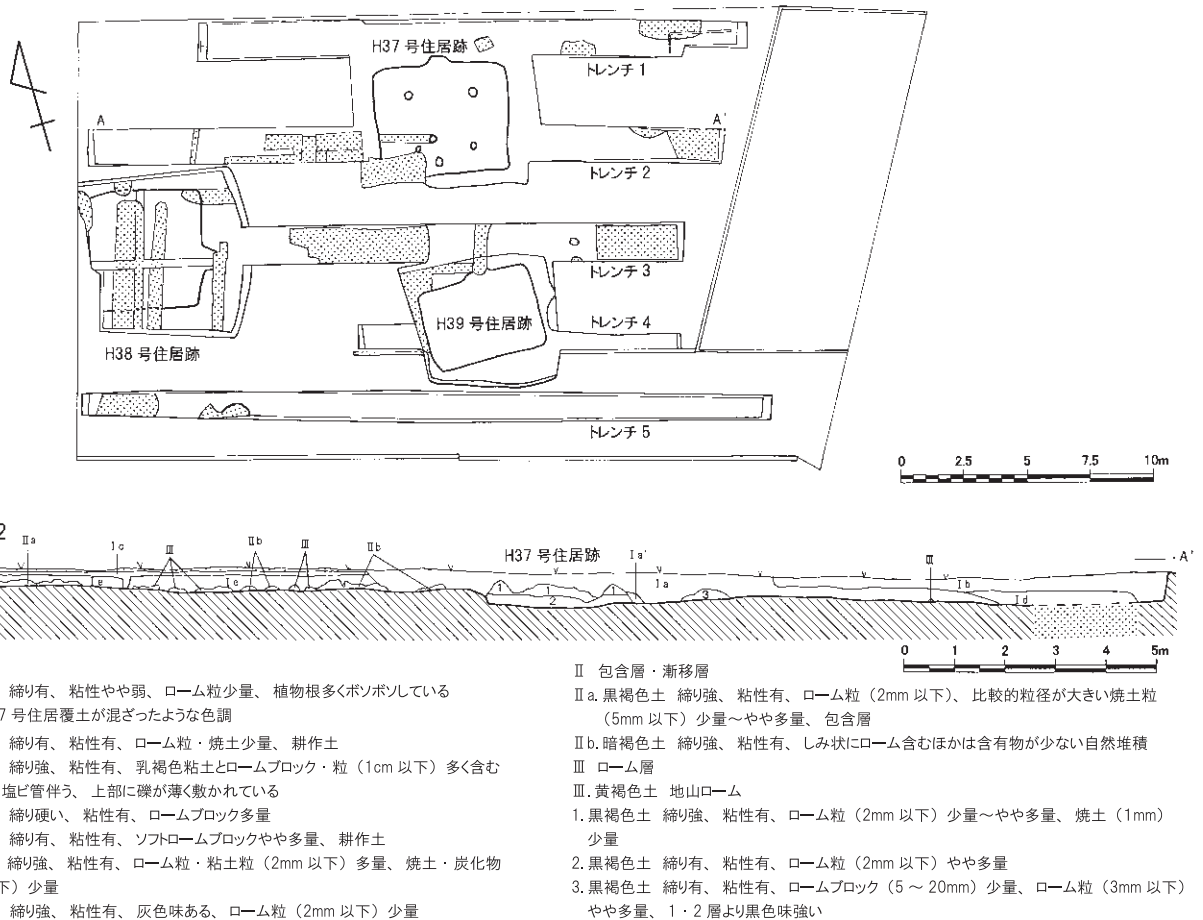 H37 号住居跡
トレンチ 1
A
A'
トレンチ 2
トレンチ 3
H39号住居跡
トレンチ 4
H38 号住居跡
トレンチ 5
0 2.5 5 7.5 10m
2
Ⅱa Ⅰc Ⅲ Ⅱb Ⅲ Ⅱb H37 号住居跡 Ⅰa' Ⅲ A'
Ⅰe 1 1 1 Ⅰa 3 Ⅰb
2 Ⅰd
0 1 2 3 4 5m
締り有、粘性やや弱、ローム粒少量、植物根多くボソボソしている
7 号住居覆土が混ざったような色調
締り有、粘性有、ローム粒・焼土少量、耕作土
締り強、粘性有、乳褐色粘土とロームブロック・粒（1cm 以下）多く含む
塩ビ管伴う、上部に礫が薄く敷かれている
締り硬い、粘性有、ロームブロック多量
締り有、粘性有、ソフトロームブロックやや多量、耕作土
締り強、粘性有、ローム粒・粘土粒（2mm 以下）多量、焼土・炭化物
下）少量
締り強、粘性有、灰色味ある、ローム粒（2mm 以下）少量
Ⅱ 包含層・漸移層
Ⅱa. 黒褐色土 締り強、粘性有、ローム粒（2mm 以下）、比較的粒径が大きい焼土粒
（5mm 以下）少量～やや多量、包含層
Ⅱb. 暗褐色土 締り強、粘性有、しみ状にローム含むほかは含有物が少ない自然堆積
Ⅲ ローム層
Ⅲ. 黄褐色土 地山ローム
1. 黒褐色土 締り強、粘性有、ローム粒（2mm 以下）少量～やや多量、焼土（1mm）
少量
2. 黒褐色土 締り有、粘性有、ローム粒（2mm 以下）やや多量
3. 黒褐色土 締り有、粘性有、ロームブロック（5 ～ 20mm）少量、ローム粒（3mm 以下）
やや多量、1・2 層より黒色味強い